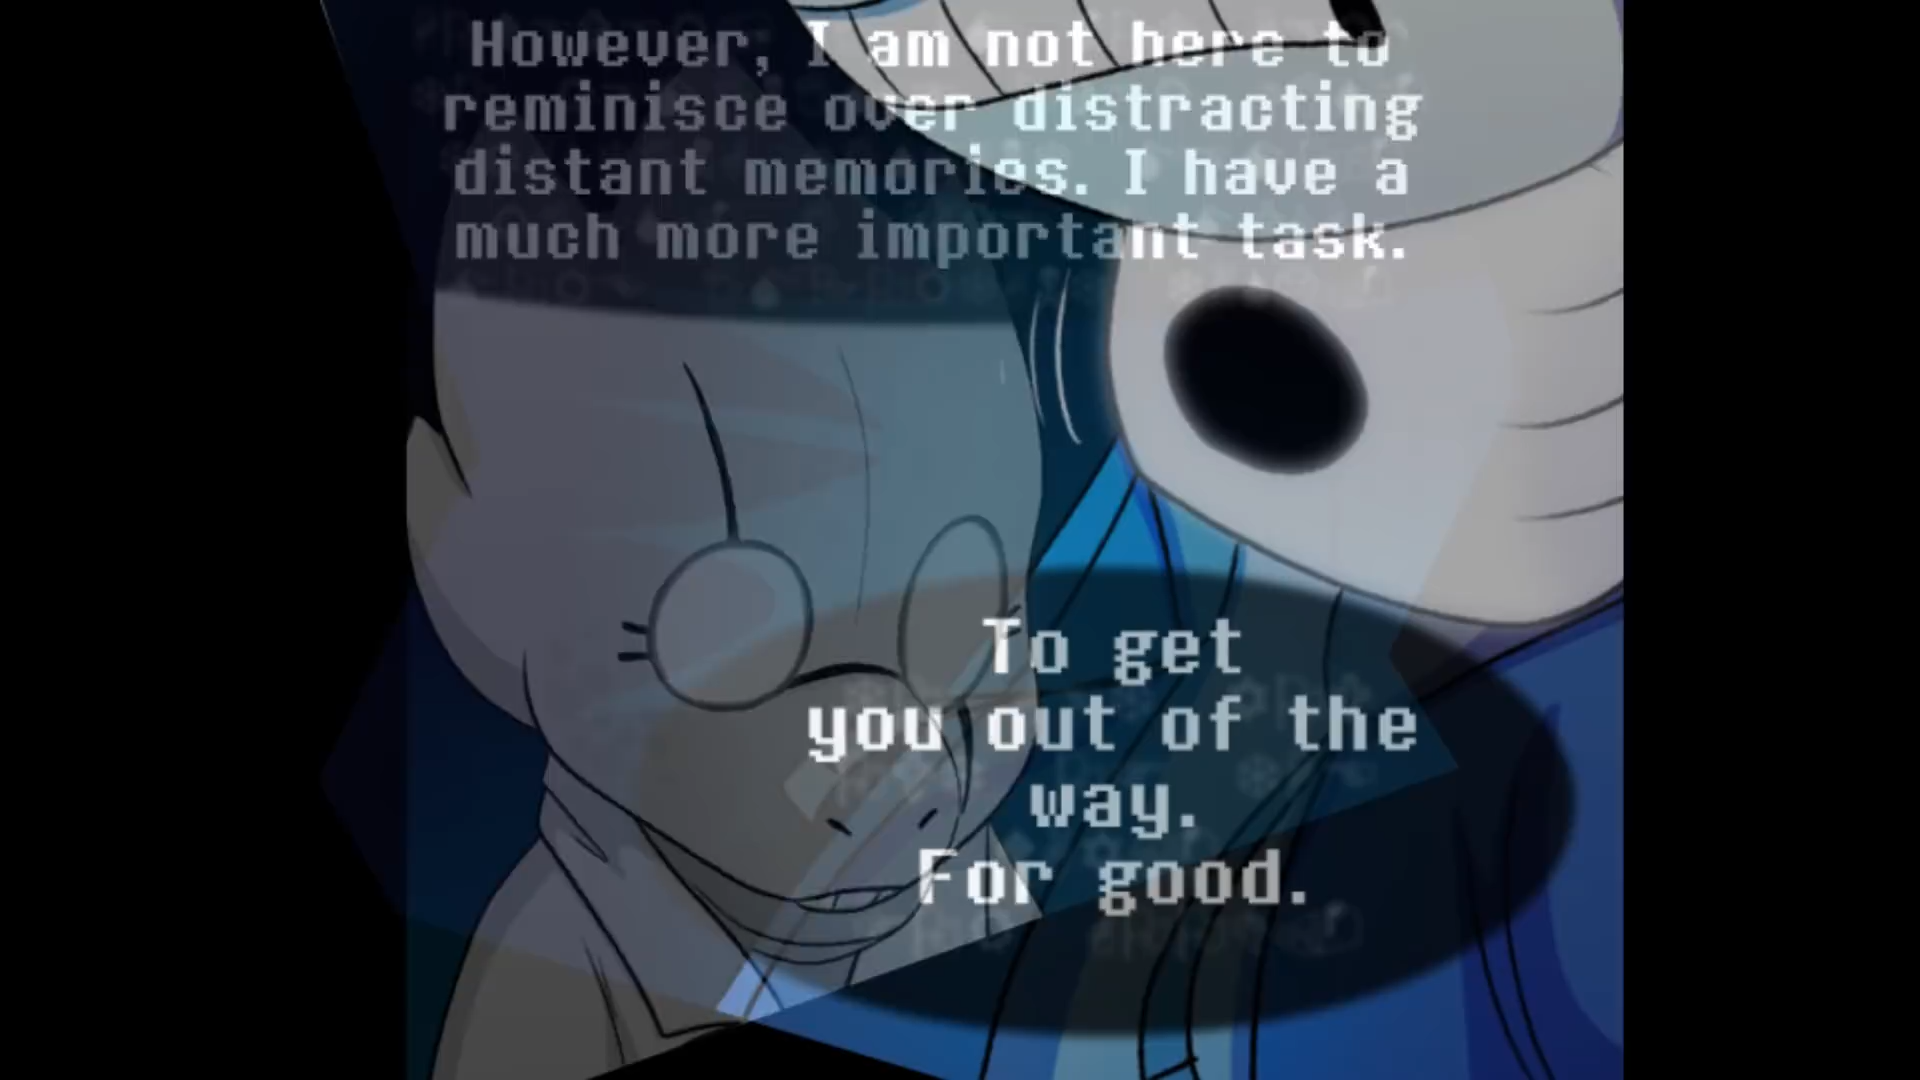 However, I am not here to
reminisce over distracting
distant memories. I have a
much more important task.
To get
you out of the
way.
For good.